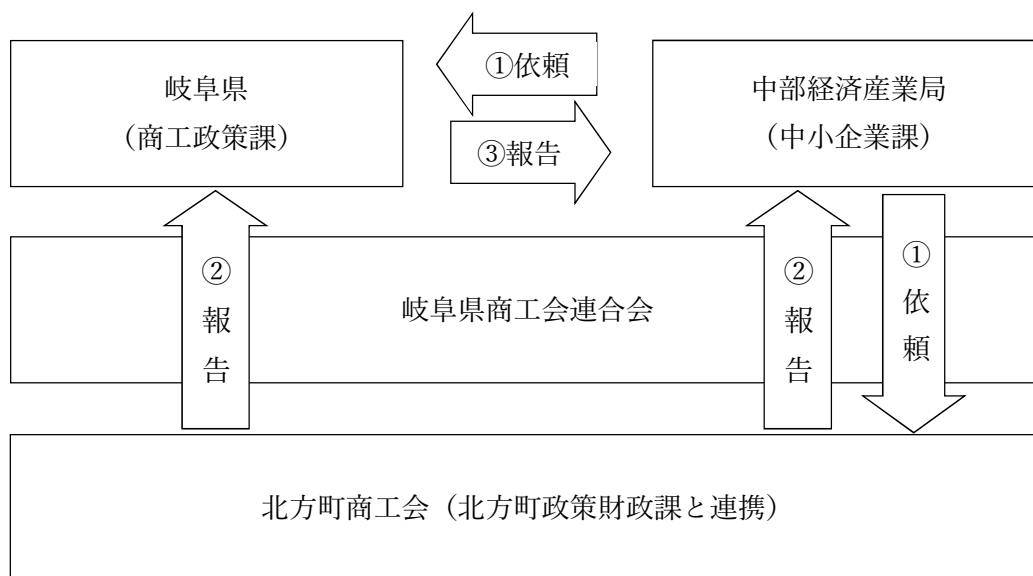 岐阜県
（商工政策課）
①依頼
③報告
中部経済産業局
（中小企業課）
②報告
岐阜県商工会連合会
②報告
①依頼
北方町商工会（北方町政策財政課と連携）